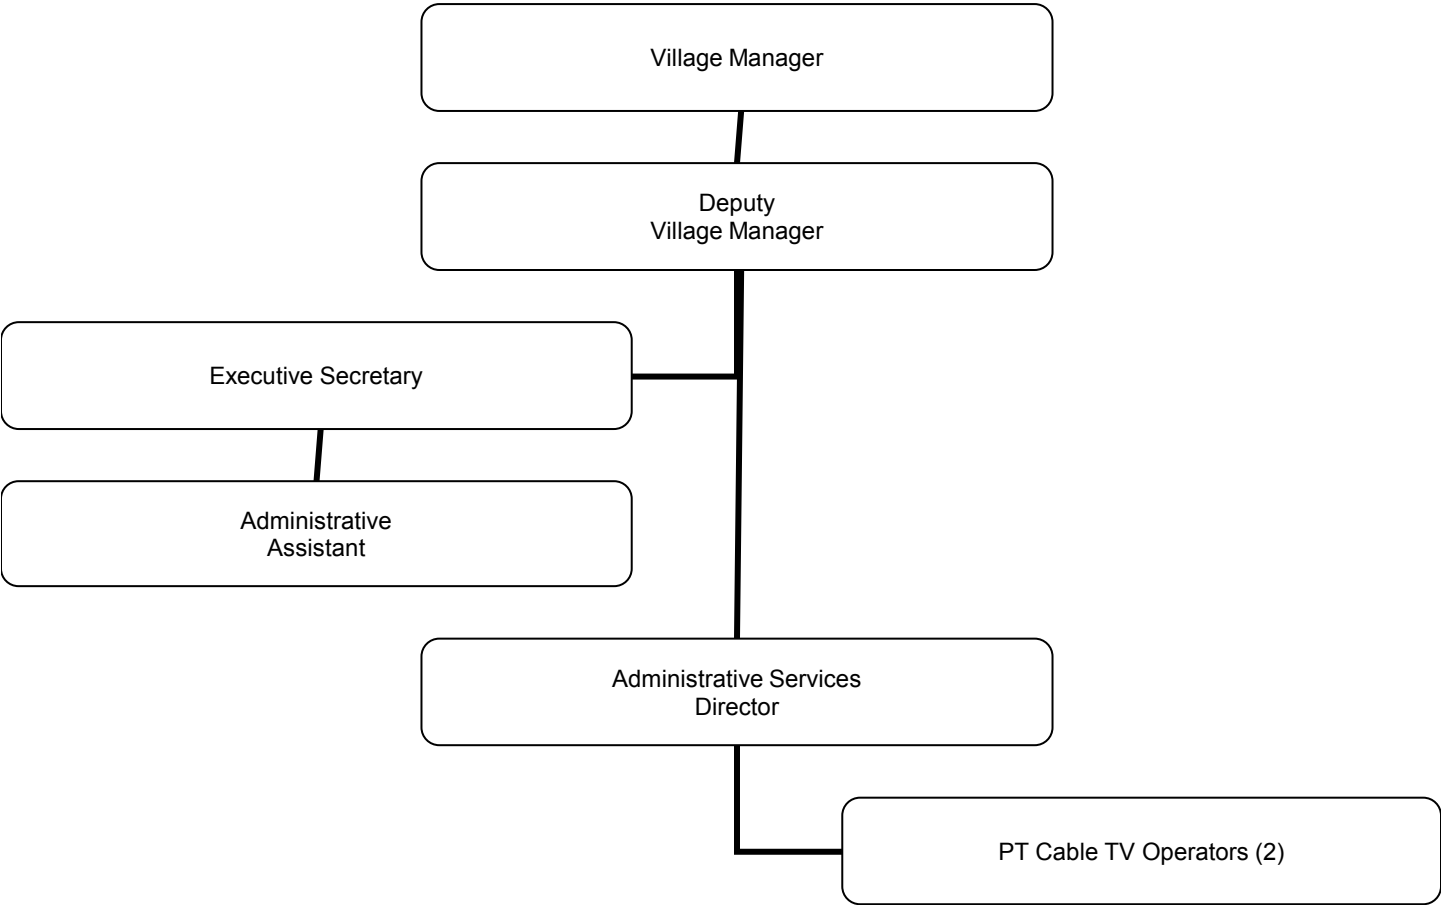 Village Manager
Deputy
Village Manager
Executive Secretary
Administrative
Assistant
Administrative Services
Director
PT Cable TV Operators (2)